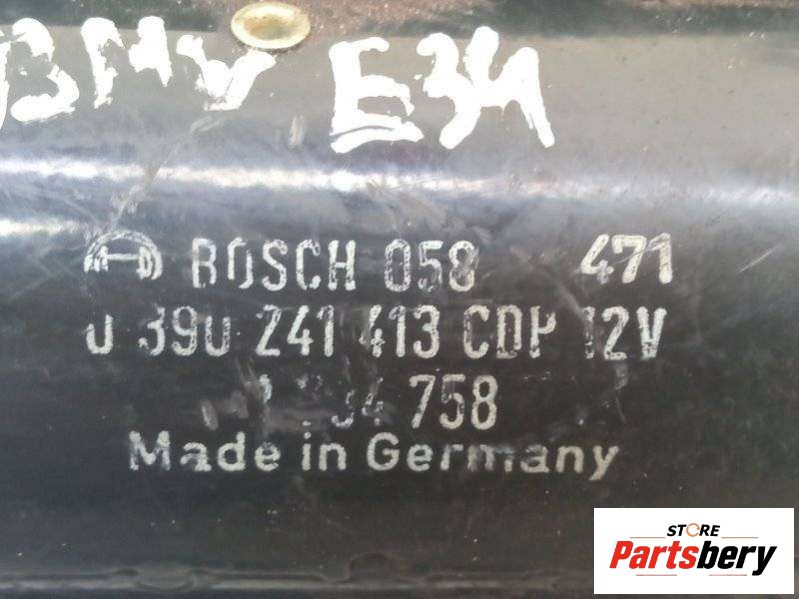 BMW E34
BOSCH 058 471
0 390 241 413 CDP 12V
758
Made in Germany
STORE
Partsbery